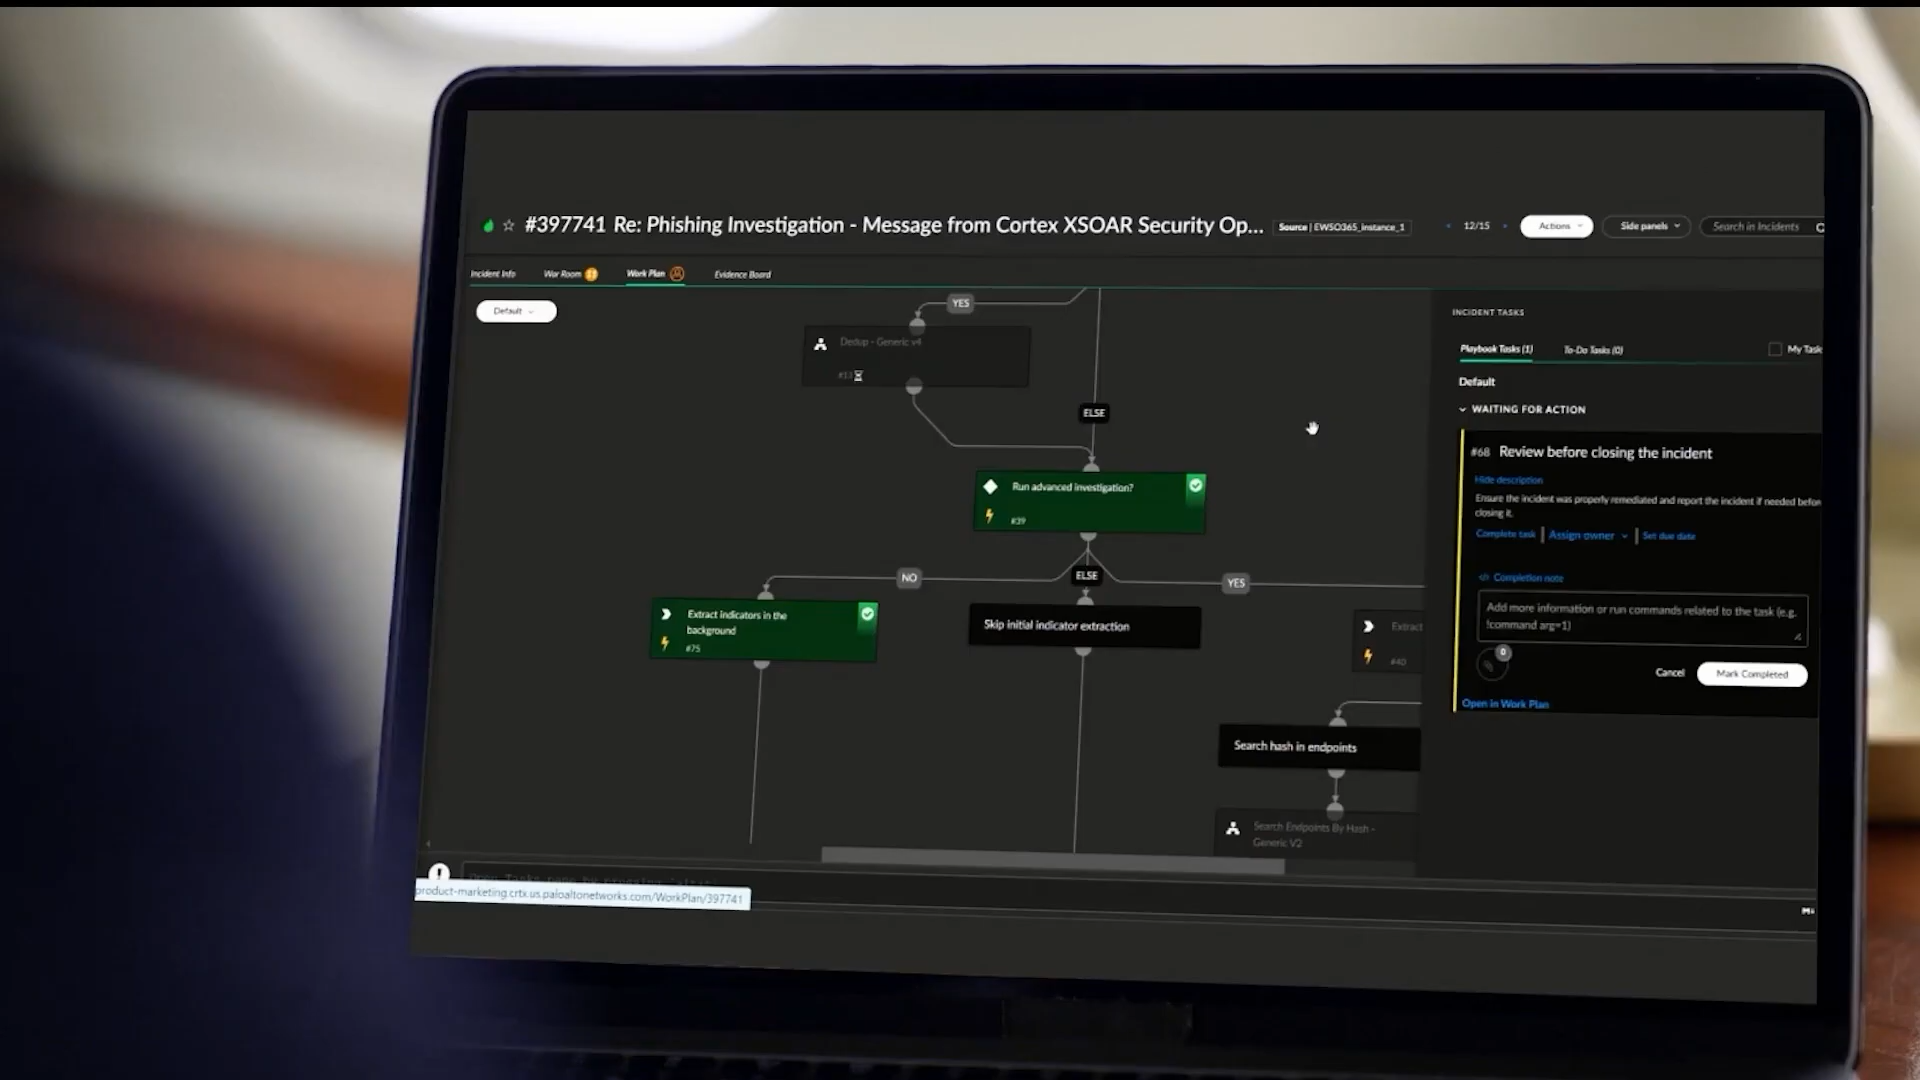 #397741 Re: Phishing Investigation - Message from Cortex XSOAR Security Op...
Source | EWSO365_instance_1
12/15
Actions
Side panels
Search in Incidents
Incident Info
War Room
Work Plan
Evidence Board
Default
YES
Dedup - Generic v4
#13
ELSE
Run advanced investigation?
#39
NO
ELSE
YES
Extract indicators in the
background
#75
Skip initial indicator extraction
Extract
#40
Search hash in endpoints
Search Endpoints By Hash -
Generic V2
INCIDENT TASKS
Playbook Tasks (1)
To-Do Tasks (0)
My Task
Default
WAITING FOR ACTION
#68 Review before closing the incident
Hide description
Ensure the incident was properly remediated and report the incident if needed befor
closing it.
Complete task
Assign owner
Set due date
Completion note
Add more information or run commands related to the task (e.g.
!command arg=1)
0
Cancel
Mark Completed
Open in Work Plan
product-marketing.crtx.us.paloaltonetworks.com/WorkPlan/397741